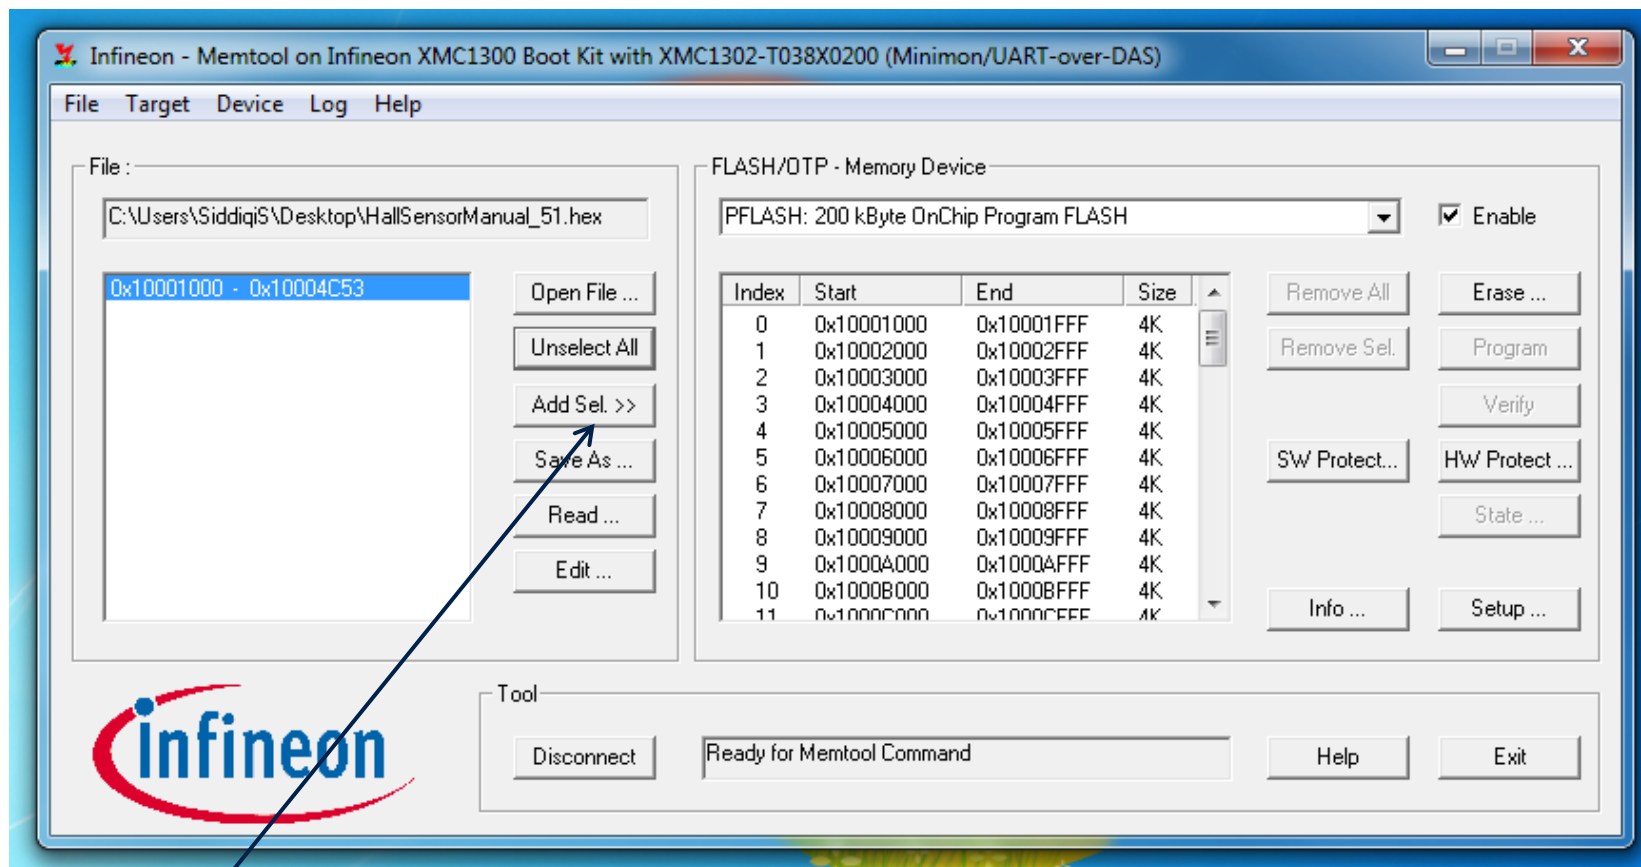 Infineon - Memtool on Infineon XMC1300 Boot Kit with XMC1302-T038X0200 (Minimon/UART-over-DAS)
File Target Device Log Help
File :
C:\Users\SiddiqiS\Desktop\HallSensorManual_51.hex
0x10001000 - 0x10004C53
Open File ...
Unselect All
Add Sel. >>
Save As ...
Read ...
Edit ...
FLASH/OTP - Memory Device
PFLASH: 200 kByte OnChip Program FLASH
Enable
Index Start End Size
0 0x10001000 0x10001FFF 4K
1 0x10002000 0x10002FFF 4K
2 0x10003000 0x10003FFF 4K
3 0x10004000 0x10004FFF 4K
4 0x10005000 0x10005FFF 4K
5 0x10006000 0x10006FFF 4K
6 0x10007000 0x10007FFF 4K
7 0x10008000 0x10008FFF 4K
8 0x10009000 0x10009FFF 4K
9 0x1000A000 0x1000AFFF 4K
10 0x1000B000 0x1000BFFF 4K
11 0x1000C000 0x1000CFFF 4K
Remove All Erase ...
Remove Sel. Program
Verify
SW Protect... HW Protect ...
State ...
Info ... Setup ...
infineon
Tool
Disconnect
Ready for Memtool Command
Help
Exit